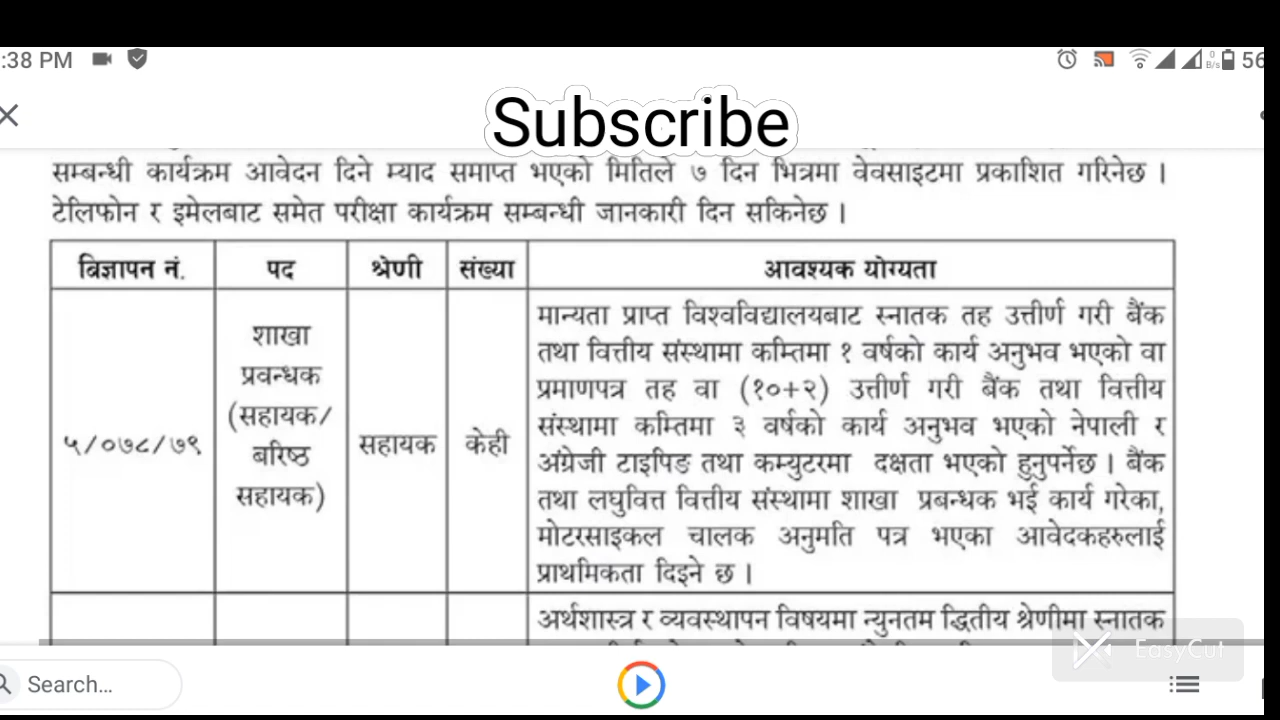 :38 PM
0 B/s 56
Subscribe
सम्बन्धी कार्यक्रम आवेदन दिने म्याद समाप्त भएको मितिले ७ दिन भित्रमा वेवसाइटमा प्रकाशित गरिनेछ ।
टेलिफोन र इमेलबाट समेत परीक्षा कार्यक्रम सम्बन्धी जानकारी दिन सकिनेछ ।
बिज्ञापन नं. पद श्रेणी संख्या आवश्यक योग्यता
५/०७८/७९
शाखा
प्रवन्धक
(सहायक/
बरिष्ठ
सहायक)
सहायक
केही
मान्यता प्राप्त विश्वविद्यालयबाट स्नातक तह उत्तीर्ण गरी बैंक
तथा वित्तीय संस्थामा कम्तिमा १ वर्षको कार्य अनुभव भएको वा
प्रमाणपत्र तह वा (१०+२) उत्तीर्ण गरी बैंक तथा वित्तीय
संस्थामा कम्तिमा ३ वर्षको कार्य अनुभव भएको नेपाली र
अंग्रेजी टाइपिङ तथा कम्युटरमा दक्षता भएको हुनुपर्नेछ । बैंक
तथा लघुवित्त वित्तीय संस्थामा शाखा प्रबन्धक भई कार्य गरेका,
मोटरसाइकल चालक अनुमति पत्र भएका आवेदकहरुलाई
प्राथमिकता दिइने छ ।
अर्थशास्त्र र व्यवस्थापन विषयमा न्युनतम द्धितीय श्रेणीमा स्नातक
EasyCut
Search...